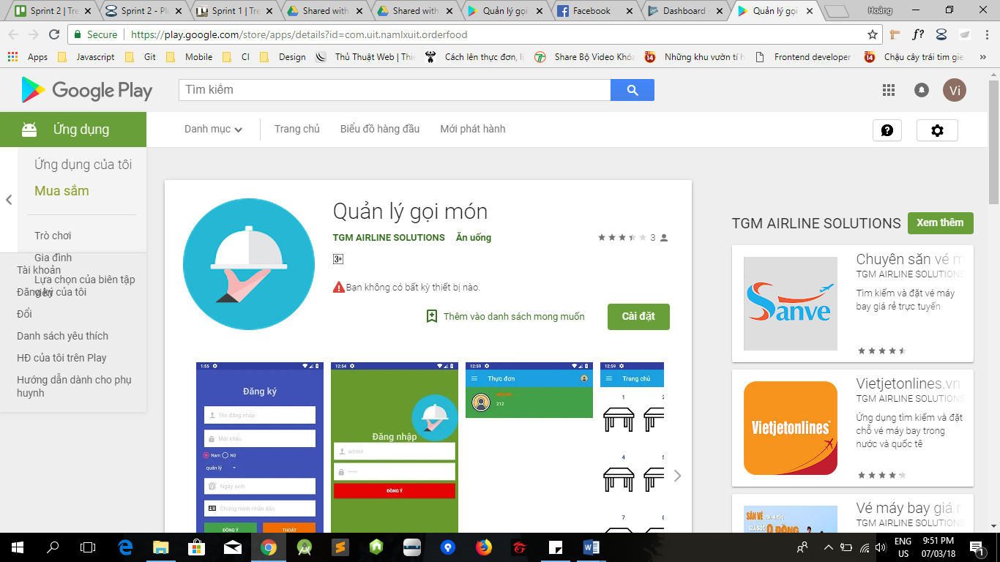 Sprint 2 | Tre
Sprint 2 - Pl
Sprint 1 | Tre
Shared with
Shared with
Quản lý gọi
Facebook
Dashboard -
Quản lý gọi
Hoàng
Secure
https://play.google.com/store/apps/details?id=com.uit.namlxuit.orderfood
f?
Apps
Javascript
Git
Mobile
CI
Design
Thủ Thuật Web | Thiế
Cách lên thực đơn, lị
Share Bộ Video Khóa
Những khu vườn tí h
Frontend developer
Chậu cây trái tim gie
»
Google Play
Tìm kiếm
Vi
Ứng dụng
Danh mục
Trang chủ
Biểu đồ hàng đầu
Mới phát hành
Ứng dụng của tôi
Mua sắm
Trò chơi
Gia đình
Lựa chọn của biên tập
viên
Tài khoản
Đăng ký của tôi
Đổi
Danh sách yêu thích
HĐ của tôi trên Play
Hướng dẫn dành cho phụ
huynh
Quản lý gọi món
TGM AIRLINE SOLUTIONS
Ăn uống
3
3+
Bạn không có bất kỳ thiết bị nào.
Thêm vào danh sách mong muốn
Cài đặt
1:55
Đăng ký
Tên đăng nhập
Mật khẩu
Nam
Nữ
quản lý
Ngày sinh
Chứng minh nhân dân
ĐỒNG Ý
THOÁT
12:54
Đăng nhập
admin
•••••
ĐỒNG Ý
12:59
Thực đơn
212
12:59
Trang chủ
1
2
4
5
7
8
TGM AIRLINE SOLUTIONS
Xem thêm
Sanve
Chuyên săn vé m
TGM AIRLINE SOLUTIONS
Tìm kiếm và đặt vé máy
bay giá rẻ trực tuyến
Vietjetonlines
Vietjetonlines.vn
TGM AIRLINE SOLUTIONS
Ứng dụng tìm kiếm và đặt
chỗ vé máy bay trong
nước và quốc tế
SĂN VÉ
GIÁ SỐC
0 ĐỒNG
Vé máy bay giá r
TGM AIRLINE SOLUTIONS
ENG
US
9:51 PM
07/03/18
1